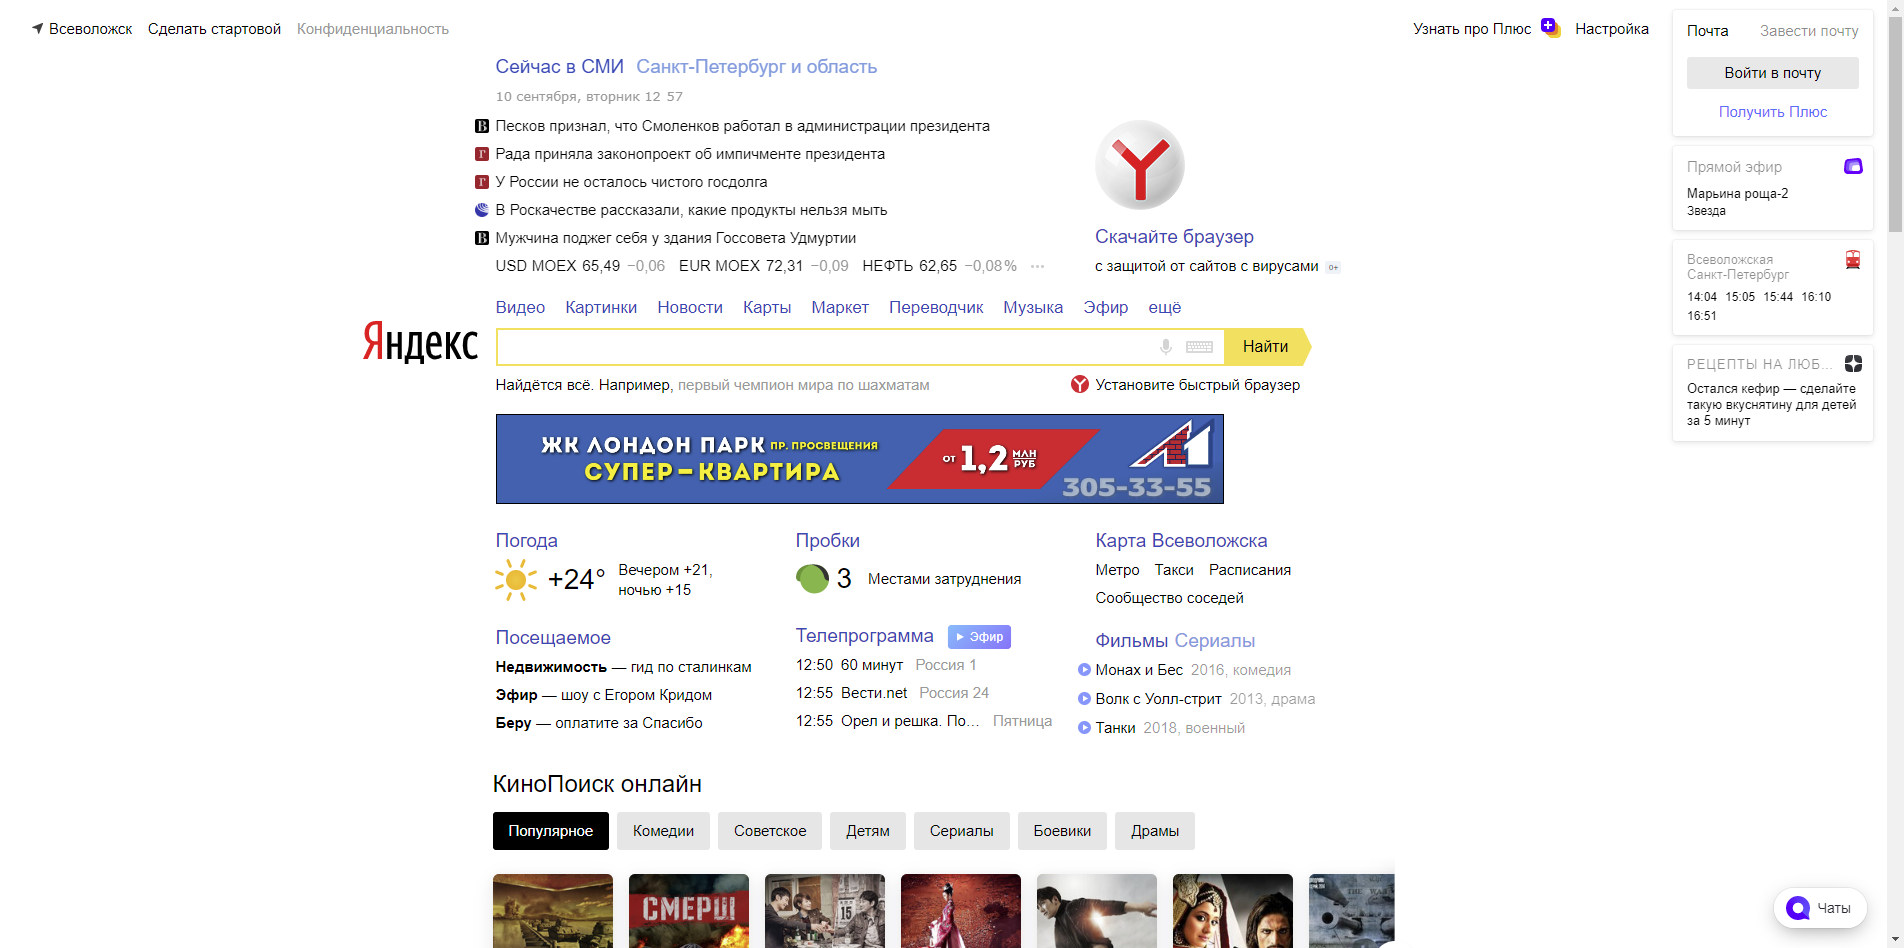 Всеволожск Сделать стартовой Конфиденциальность
Узнать про Плюс Настройка
Почта Завести почту
Войти в почту
Получить Плюс
Прямой эфир
Марьина роща-2
Звезда
Всеволожская
Санкт-Петербург
14:04 15:05 15:44 16:10
16:51
РЕЦЕПТЫ НА ЛЮБ...
Остался кефир — сделайте
такую вкуснятину для детей
за 5 минут
Сейчас в СМИ Санкт-Петербург и область
10 сентября, вторник 12 57
Песков признал, что Смоленков работал в администрации президента
Рада приняла законопроект об импичменте президента
У России не осталось чистого госдолга
В Роскачестве рассказали, какие продукты нельзя мыть
Мужчина поджег себя у здания Госсовета Удмуртии
USD MOEX 65,49 −0,06 EUR MOEX 72,31 −0,09 НЕФТЬ 62,65 −0,08% ...
Скачайте браузер
с защитой от сайтов с вирусами 0+
Видео Картинки Новости Карты Маркет Переводчик Музыка Эфир ещё
Яндекс
Найти
Найдётся всё. Например, первый чемпион мира по шахматам
Установите быстрый браузер
ЖК ЛОНДОН ПАРК ПР. ПРОСВЕЩЕНИЯ
СУПЕР-КВАРТИРА
ОТ 1,2 МЛН РУБ
305-33-55
Погода
+24°
Вечером +21,
ночью +15
Пробки
3 Местами затруднения
Карта Всеволожска
Метро Такси Расписания
Сообщество соседей
Посещаемое
Недвижимость — гид по сталинкам
Эфир — шоу с Егором Кридом
Беру — оплатите за Спасибо
Телепрограмма Эфир
12:50 60 минут Россия 1
12:55 Вести.net Россия 24
12:55 Орел и решка. По... Пятница
Фильмы Сериалы
Монах и Бес 2016, комедия
Волк с Уолл-стрит 2013, драма
Танки 2018, военный
КиноПоиск онлайн
Популярное Комедии Советское Детям Сериалы Боевики Драмы
СМЕРШ
15
THE WAR
Чаты